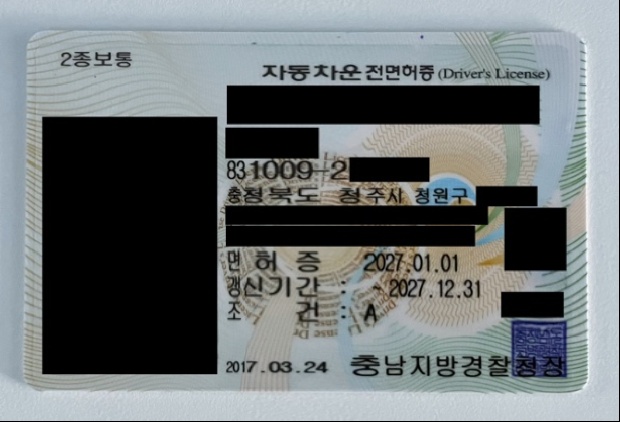 2종보통
자동차운전면허증 (Driver's License)
831009-2
충청북도 청주시 청원구
면 허 증 2027.01.01
갱신기간 : ~ 2027.12.31
조 건 : A
2017.03.24 충남지방경찰청장